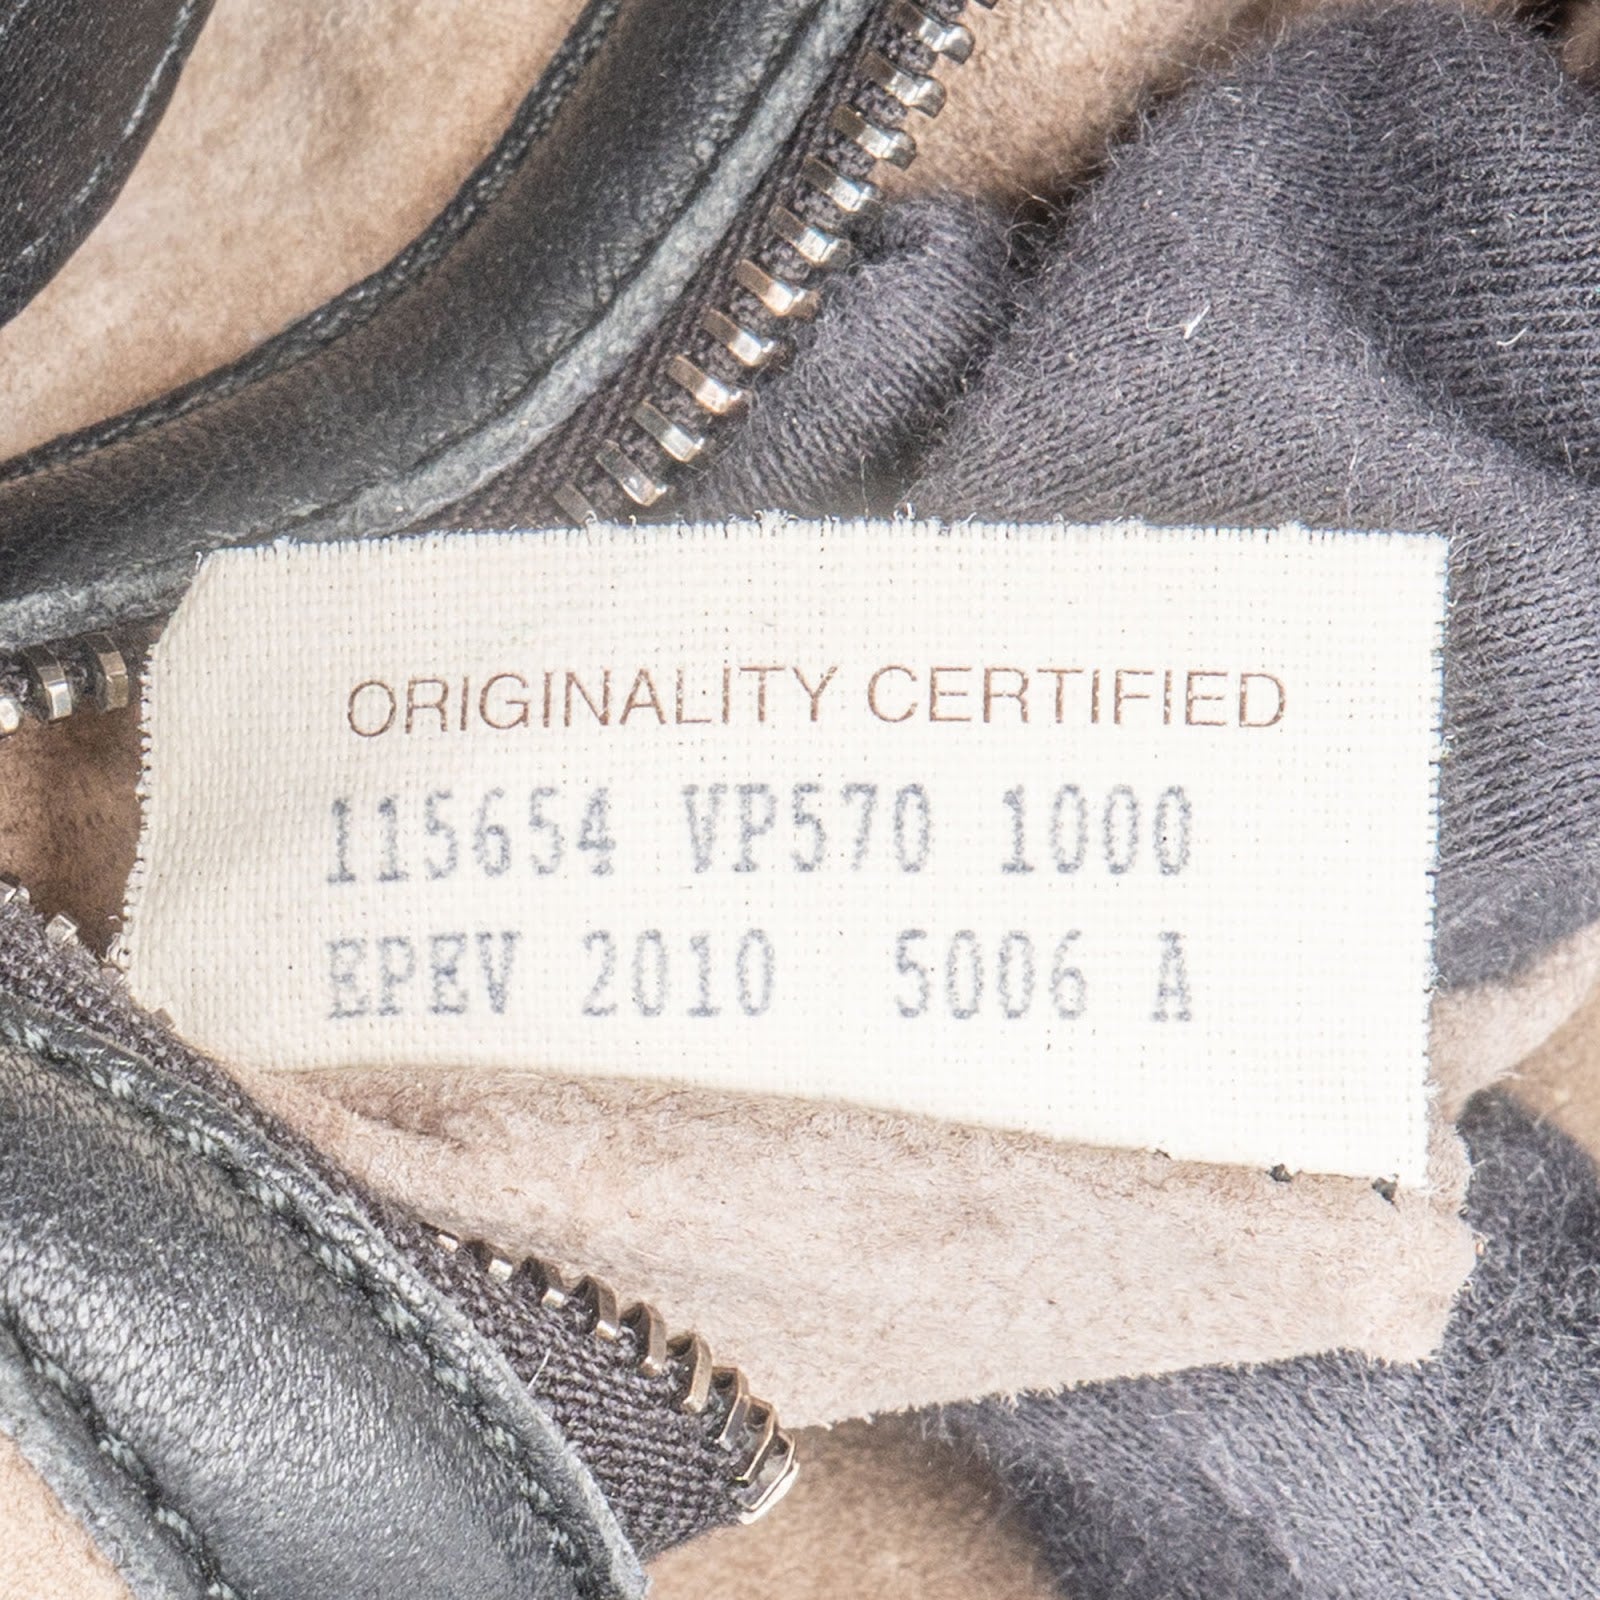 ORIGINALITY CERTIFIED
115654 VP570 1000
EPEV 2010 5006 A